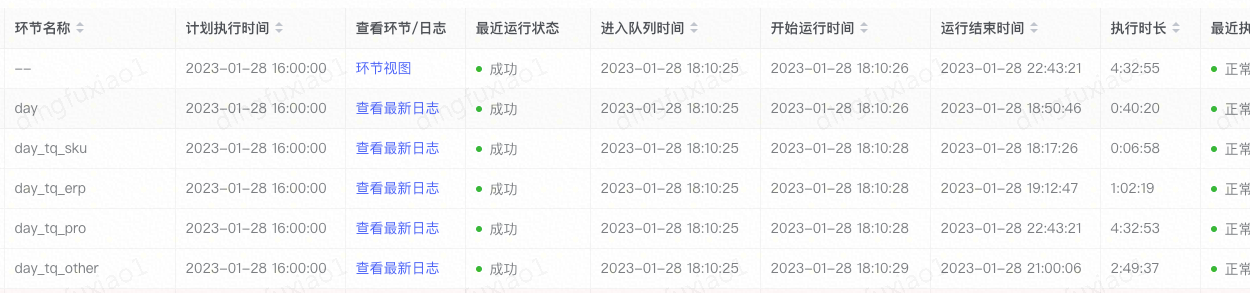 环节名称 计划执行时间 查看环节/日志 最近运行状态 进入队列时间 开始运行时间 运行结束时间 执行时长 最近执
-- 2023-01-28 16:00:00 环节视图 成功 2023-01-28 18:10:25 2023-01-28 18:10:26 2023-01-28 22:43:21 4:32:55 正常
day 2023-01-28 16:00:00 查看最新日志 成功 2023-01-28 18:10:25 2023-01-28 18:10:26 2023-01-28 18:50:46 0:40:20 正常
day_tq_sku 2023-01-28 16:00:00 查看最新日志 成功 2023-01-28 18:10:25 2023-01-28 18:10:28 2023-01-28 18:17:26 0:06:58 正常
day_tq_erp 2023-01-28 16:00:00 查看最新日志 成功 2023-01-28 18:10:25 2023-01-28 18:10:28 2023-01-28 19:12:47 1:02:19 正常
day_tq_pro 2023-01-28 16:00:00 查看最新日志 成功 2023-01-28 18:10:25 2023-01-28 18:10:28 2023-01-28 22:43:21 4:32:53 正常
day_tq_other 2023-01-28 16:00:00 查看最新日志 成功 2023-01-28 18:10:25 2023-01-28 18:10:29 2023-01-28 21:00:06 2:49:37 正常